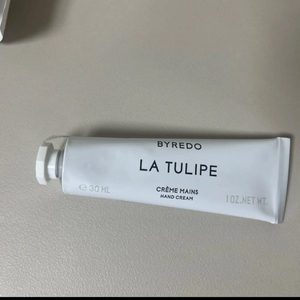 BYREDO
LA TULIPE
CRÈME MAINS
HAND CREAM
℮ 30 ML
1 OZ. NET WT.